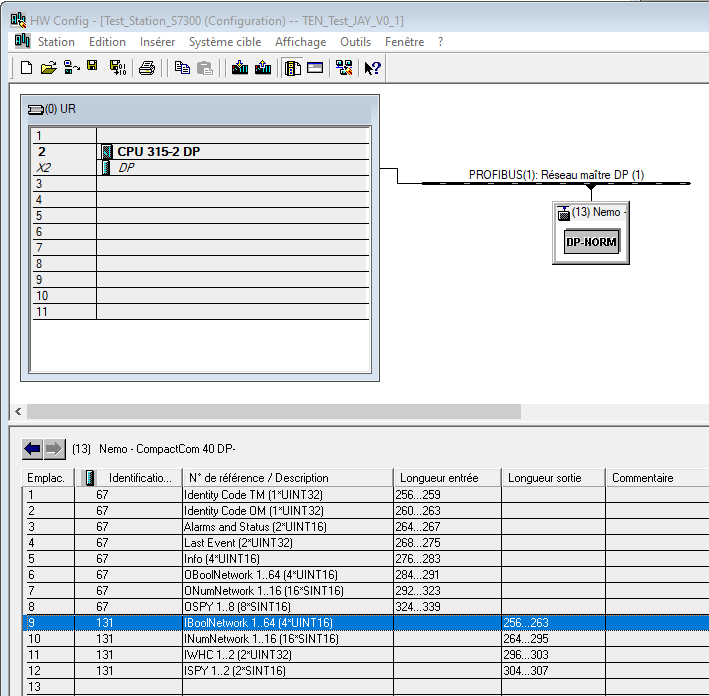 HW Config - [Test_Station_S7300 (Configuration) -- TEN_Test_JAY_V0_1]
Station Edition Insérer Système cible Affichage Outils Fenêtre ?
(0) UR
1
2 CPU 315-2 DP
X2 DP
3
4
5
6
7
8
9
10
11
PROFIBUS(1): Réseau maître DP (1)
(13) Nemo -
DP-NORM
(13) Nemo - CompactCom 40 DP-
Emplac. Identificatio... N° de référence / Description Longueur entrée Longueur sortie Commentaire
1 67 Identity Code TM (1*UINT32) 256...259
2 67 Identity Code OM (1*UINT32) 260...263
3 67 Alarms and Status (2*UINT16) 264...267
4 67 Last Event (2*UINT32) 268...275
5 67 Info (4*UINT16) 276...283
6 67 OBoolNetwork 1..64 (4*UINT16) 284...291
7 67 ONumNetwork 1..16 (16*SINT16) 292...323
8 67 OSPY 1..8 (8*SINT16) 324...339
9 131 IBoolNetwork 1..64 (4*UINT16) 256...263
10 131 INumNetwork 1..16 (16*SINT16) 264...295
11 131 IWHC 1..2 (2*UINT32) 296...303
12 131 ISPY 1..2 (2*SINT16) 304...307
13